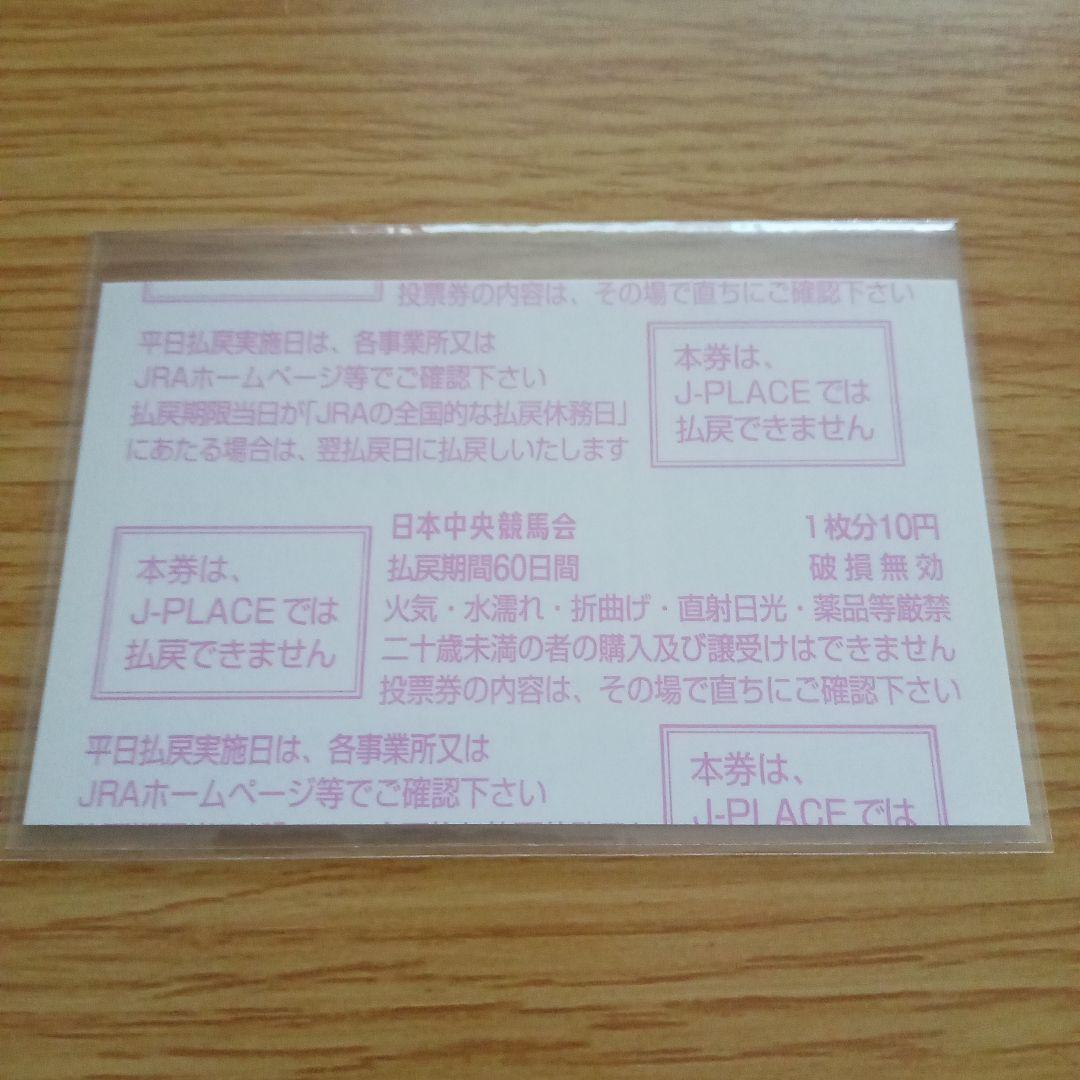 投票券の内容は、その場で直ちにご確認下さい
平日払戻実施日は、各事業所又は
JRAホームページ等でご確認下さい
払戻期限当日が「JRAの全国的な払戻休務日」
にあたる場合は、翌払戻日に払戻しいたします
本券は、
J-PLACEでは
払戻できません
本券は、
J-PLACEでは
払戻できません
日本中央競馬会 1枚分10円
払戻期間60日間 破損無効
火気・水濡れ・折曲げ・直射日光・薬品等厳禁
二十歳未満の者の購入及び譲受けはできません
投票券の内容は、その場で直ちにご確認下さい
平日払戻実施日は、各事業所又は
JRAホームページ等でご確認下さい
本券は、
J-PLACEでは